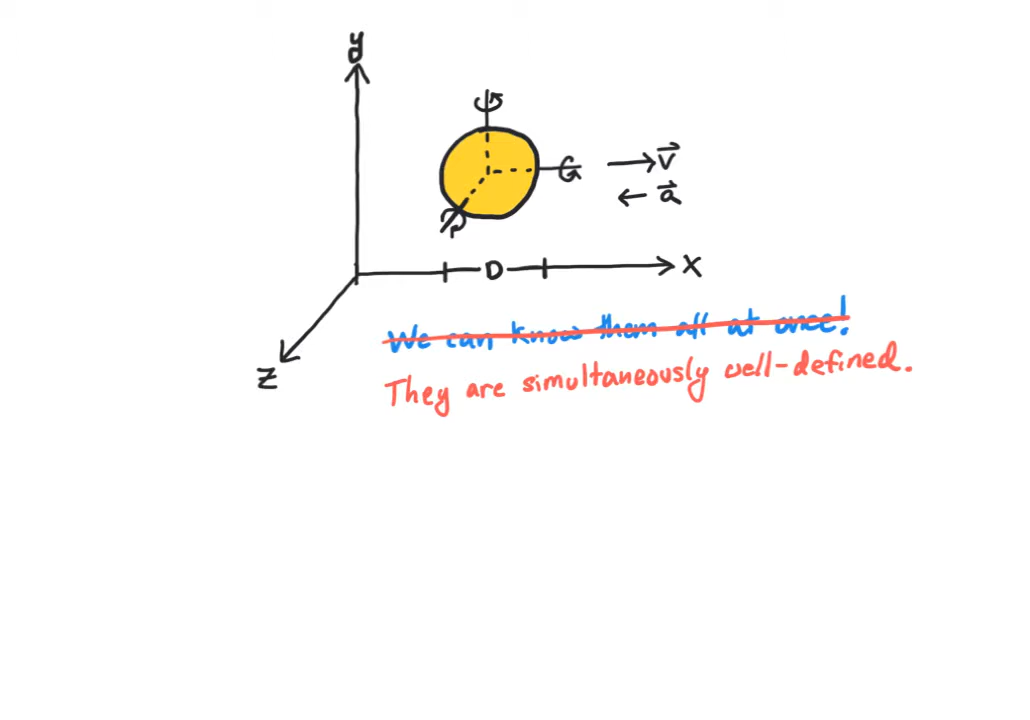 y
v
a
D
x
z
We can know them all at once!
They are simultaneously well-defined.